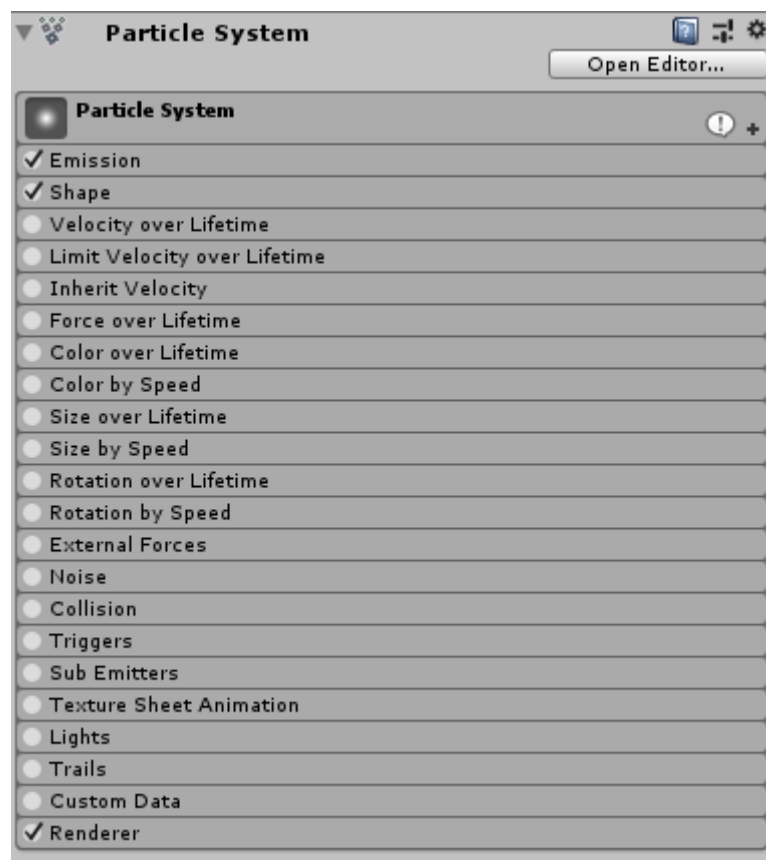 Particle System
Open Editor...
Particle System
Emission
Shape
Velocity over Lifetime
Limit Velocity over Lifetime
Inherit Velocity
Force over Lifetime
Color over Lifetime
Color by Speed
Size over Lifetime
Size by Speed
Rotation over Lifetime
Rotation by Speed
External Forces
Noise
Collision
Triggers
Sub Emitters
Texture Sheet Animation
Lights
Trails
Custom Data
Renderer